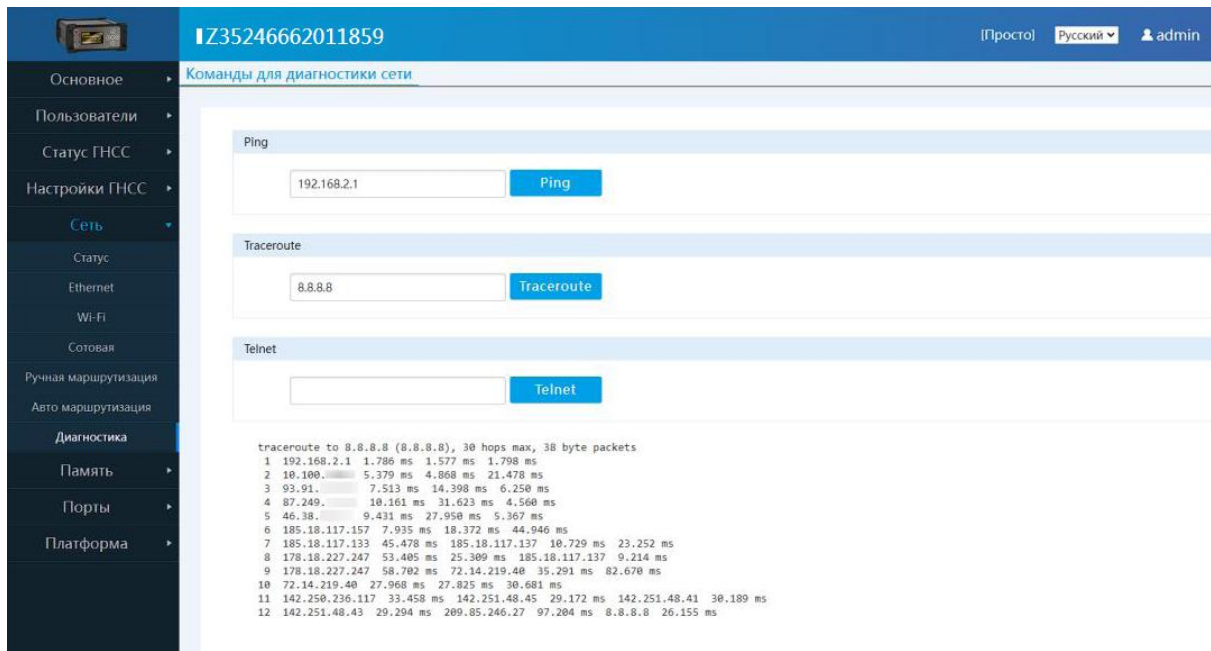 IZ35246662011859
[Просто]
Русский
admin
Основное
Пользователи
Статус ГНСС
Настройки ГНСС
Сеть
Статус
Ethernet
Wi-Fi
Сотовая
Ручная маршрутизация
Авто маршрутизация
Диагностика
Память
Порты
Платформа
Команды для диагностики сети
Ping
192.168.2.1
Ping
Traceroute
8.8.8.8
Traceroute
Telnet
Telnet
traceroute to 8.8.8.8 (8.8.8.8), 30 hops max, 38 byte packets
1 192.168.2.1 1.786 ms 1.577 ms 1.798 ms
2 10.100. 5.379 ms 4.868 ms 21.478 ms
3 93.91. 7.513 ms 14.398 ms 6.250 ms
4 87.249. 10.161 ms 31.623 ms 4.560 ms
5 46.38. 9.431 ms 27.950 ms 5.367 ms
6 185.18.117.157 7.935 ms 18.372 ms 44.946 ms
7 185.18.117.133 45.478 ms 185.18.117.137 10.729 ms 23.252 ms
8 178.18.227.247 53.405 ms 25.309 ms 185.18.117.137 9.214 ms
9 178.18.227.247 58.702 ms 72.14.219.40 35.291 ms 82.670 ms
10 72.14.219.40 27.968 ms 27.825 ms 30.681 ms
11 142.250.236.117 33.458 ms 142.251.48.45 29.172 ms 142.251.48.41 30.189 ms
12 142.251.48.43 29.294 ms 209.85.246.27 97.204 ms 8.8.8.8 26.155 ms